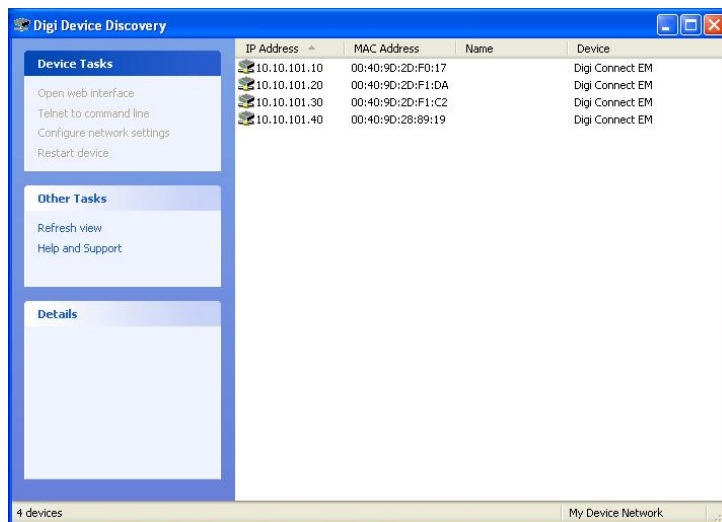 Digi Device Discovery
Device Tasks
Open web interface
Telnet to command line
Configure network settings
Restart device
Other Tasks
Refresh view
Help and Support
Details
IP Address MAC Address Name Device
10.10.101.10 00:40:9D:2D:F0:17 Digi Connect EM
10.10.101.20 00:40:9D:2D:F1:DA Digi Connect EM
10.10.101.30 00:40:9D:2D:F1:C2 Digi Connect EM
10.10.101.40 00:40:9D:28:89:19 Digi Connect EM
4 devices My Device Network